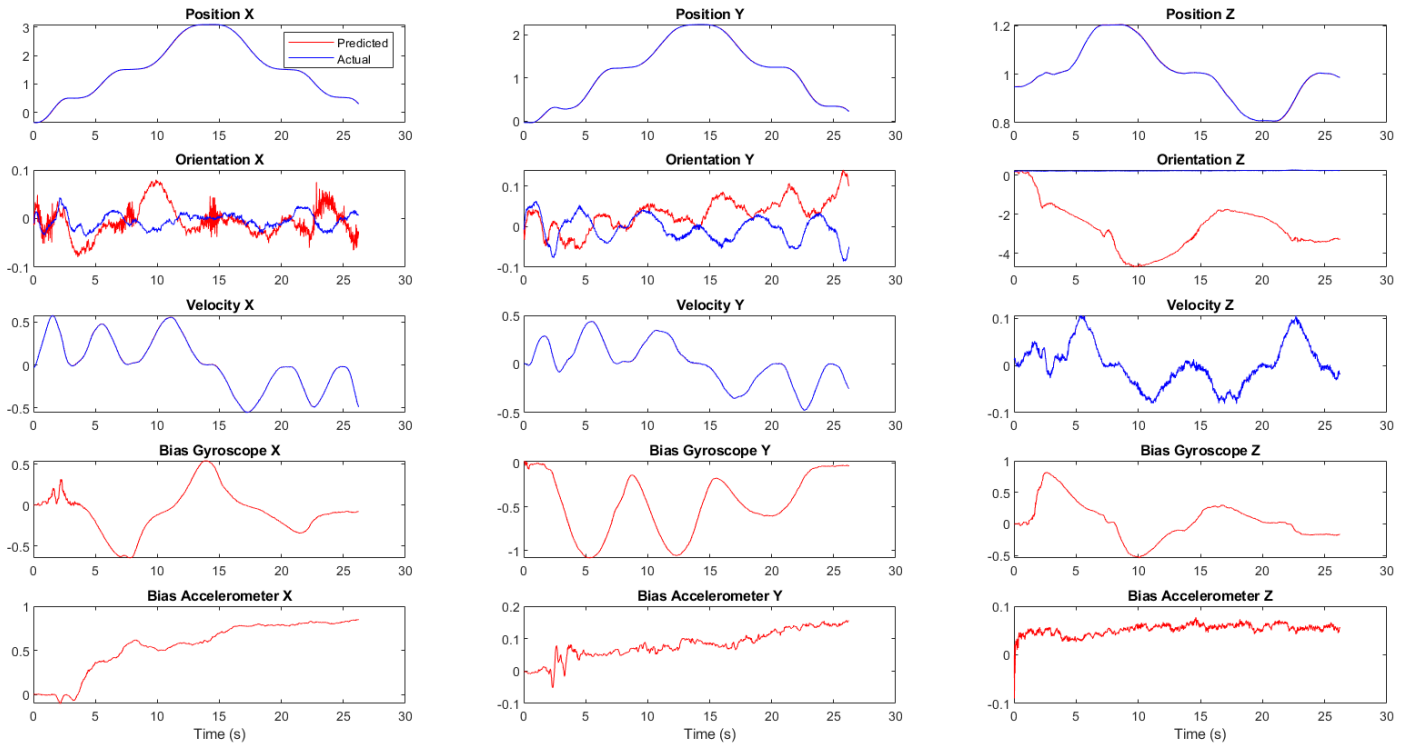 Position X
Position Y
Position Z
3
2
1
0
Predicted
Actual
2
1
0
1.2
1
0.8
0 5 10 15 20 25 30
0 5 10 15 20 25 30
0 5 10 15 20 25 30
Orientation X
Orientation Y
Orientation Z
0.1
0
-0.1
0.1
0
-0.1
0
-2
-4
0 5 10 15 20 25 30
0 5 10 15 20 25 30
0 5 10 15 20 25 30
Velocity X
Velocity Y
Velocity Z
0.5
0
-0.5
0.5
0
-0.5
0.1
0
-0.1
0 5 10 15 20 25 30
0 5 10 15 20 25 30
0 5 10 15 20 25 30
Bias Gyroscope X
Bias Gyroscope Y
Bias Gyroscope Z
0.5
0
-0.5
0
-0.5
-1
1
0.5
0
-0.5
0 5 10 15 20 25 30
0 5 10 15 20 25 30
0 5 10 15 20 25 30
Bias Accelerometer X
Bias Accelerometer Y
Bias Accelerometer Z
1
0.5
0
0.2
0.1
0
-0.1
0.1
0
-0.1
0 5 10 15 20 25 30
0 5 10 15 20 25 30
0 5 10 15 20 25 30
Time (s)
Time (s)
Time (s)